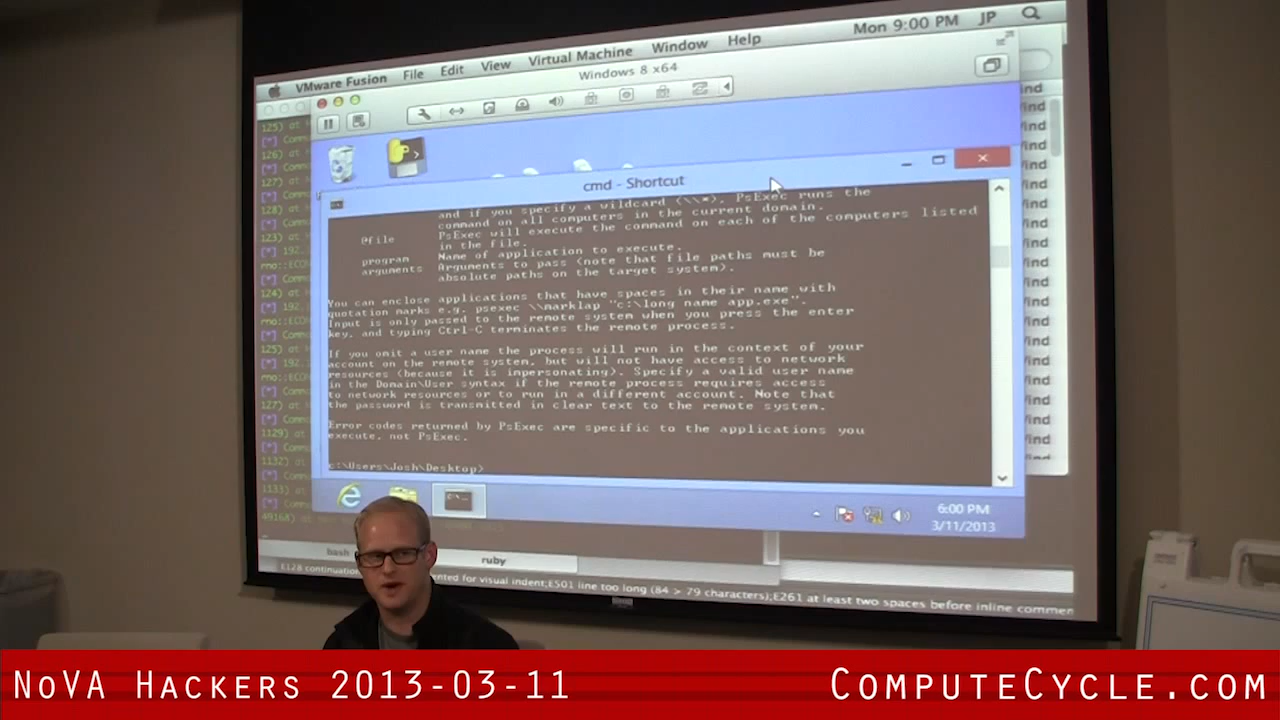 VMware Fusion File Edit View Virtual Machine Window Help Mon 9:00 PM JP
Windows 8 x64
cmd - Shortcut
and if you specify a wildcard (\\*), PsExec runs the
command on all computers in the current domain.
@file PsExec will execute the command on each of the computers listed
in the file.
program Name of application to execute.
arguments Arguments to pass (note that file paths must be
absolute paths on the target system).
You can enclose applications that have spaces in their name with
quotation marks e.g. psexec \\marklap "c:\long name app.exe".
Input is only passed to the remote system when you press the enter
key, and typing Ctrl-C terminates the remote process.
If you omit a user name the process will run in the context of your
account on the remote system, but will not have access to network
resources (because it is impersonating). Specify a valid user name
in the Domain\User syntax if the remote process requires access
to network resources or to run in a different account. Note that
the password is transmitted in clear text to the remote system.
Error codes returned by PsExec are specific to the applications you
execute, not PsExec.
c:\Users\Josh\Desktop>
6:00 PM
3/11/2013
bash ruby
E128 continuation ented for visual indent;E501 line too long (84 > 79 characters);E261 at least two spaces before inline commen
NoVA Hackers 2013-03-11 ComputeCycle.com